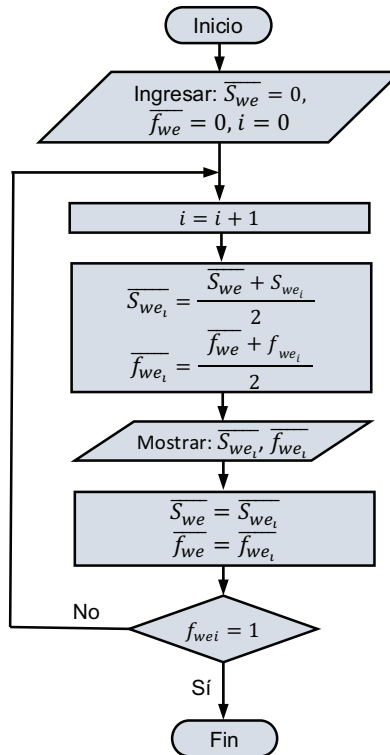 Inicio
Ingresar: \overline{S_{we}} = 0,
\overline{f_{we}} = 0, i = 0
i = i + 1
\overline{S_{we_i}} = \frac{\overline{S_{we}} + S_{we_i}}{2}
\overline{f_{we_i}} = \frac{\overline{f_{we}} + f_{we_i}}{2}
Mostrar: \overline{S_{we_i}}, \overline{f_{we_i}}
\overline{S_{we}} = \overline{S_{we_i}}
\overline{f_{we}} = \overline{f_{we_i}}
No
f_{wei} = 1
Sí
Fin